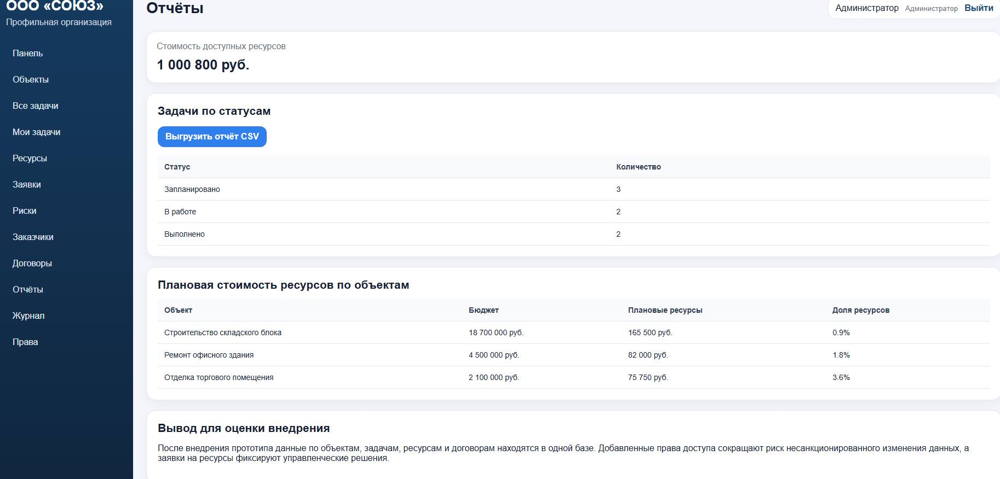 ООО «СОЮЗ»
Профильная организация
Панель
Объекты
Все задачи
Мои задачи
Ресурсы
Заявки
Риски
Заказчики
Договоры
Отчёты
Журнал
Права
Отчёты
Администратор Администратор Выйти
Стоимость доступных ресурсов
1 000 800 руб.
Задачи по статусам
Выгрузить отчёт CSV
Статус Количество
Запланировано 3
В работе 2
Выполнено 2
Плановая стоимость ресурсов по объектам
Объект Бюджет Плановые ресурсы Доля ресурсов
Строительство складского блока 18 700 000 руб. 165 500 руб. 0.9%
Ремонт офисного здания 4 500 000 руб. 82 000 руб. 1.8%
Отделка торгового помещения 2 100 000 руб. 75 750 руб. 3.6%
Вывод для оценки внедрения
После внедрения прототипа данные по объектам, задачам, ресурсам и договорам находятся в одной базе. Добавленные права доступа сокращают риск несанкционированного изменения данных, а
заявки на ресурсы фиксируют управленческие решения.